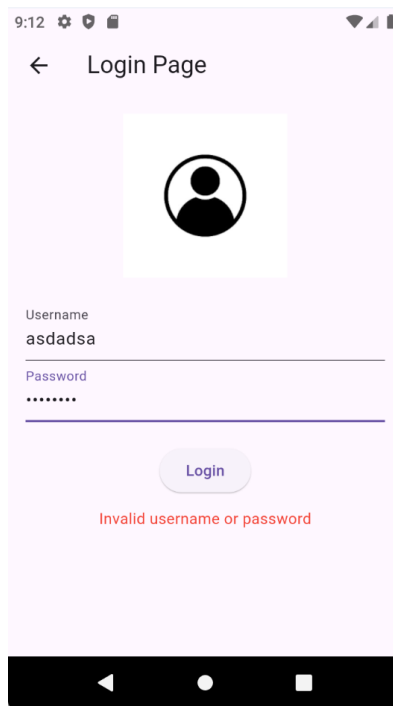 9:12
Login Page
Username
asdadsa
Password
••••••••
Login
Invalid username or password